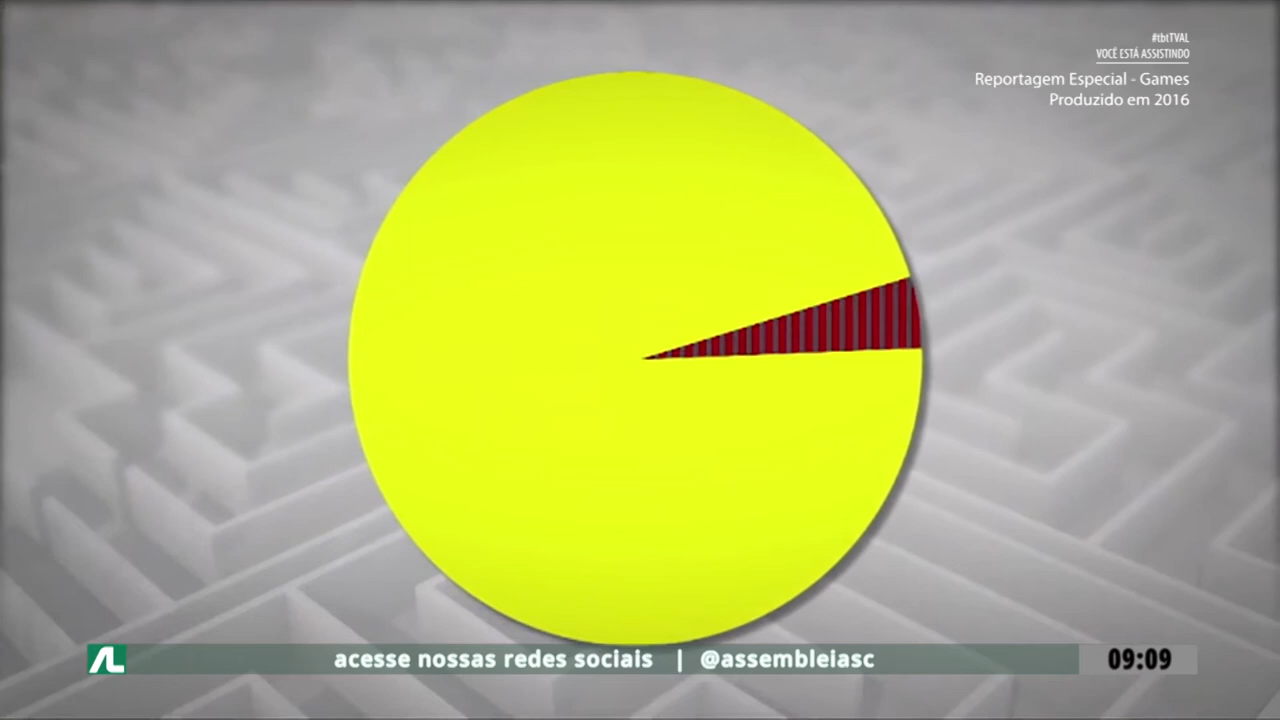 #tbtTVAL
VOCÊ ESTÁ ASSISTINDO
Reportagem Especial - Games
Produzido em 2016
AL
acesse nossas redes sociais | @assembleiasc
09:09